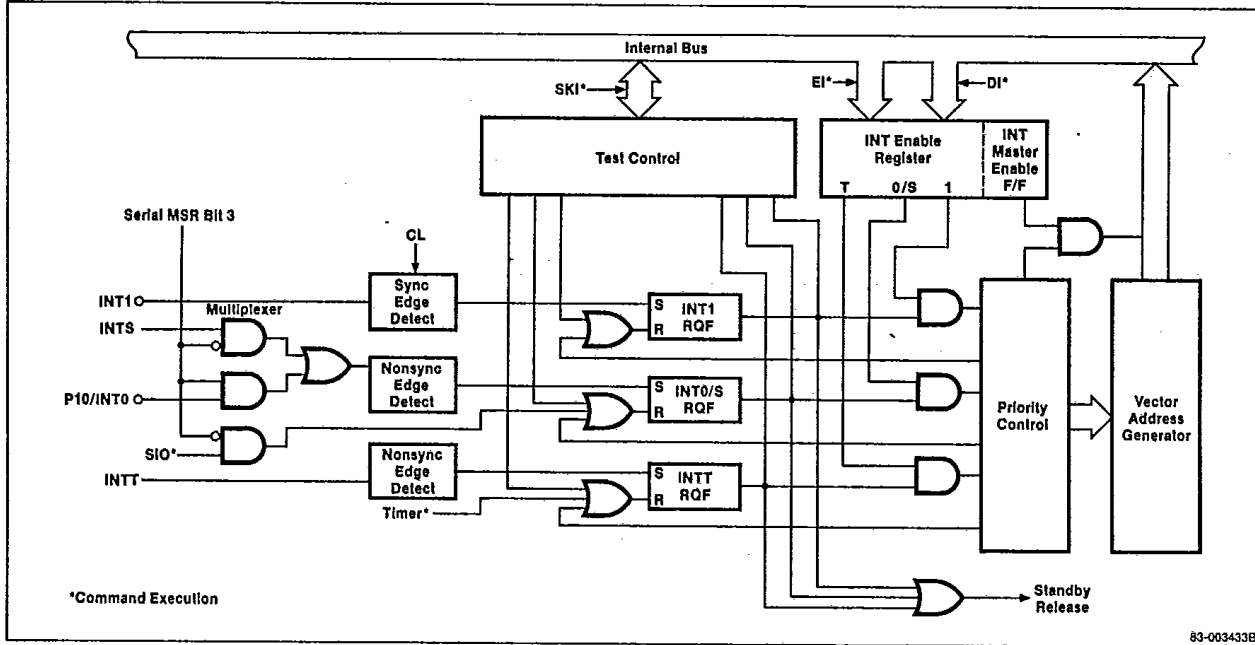 Internal Bus
SKI*
EI*
DI*
Test Control
INT Enable
Register
INT
Master
Enable
F/F
T
0/S
1
Serial MSR Bit 3
CL
INT1
Sync
Edge
Detect
S
R
INT1
RQF
Multiplexer
INTS
P10/INT0
Nonsync
Edge
Detect
S
R
INT0/S
RQF
Priority
Control
Vector
Address
Generator
SIO*
INTT
Nonsync
Edge
Detect
S
R
INTT
RQF
Timer*
Standby
Release
*Command Execution
83-003433B